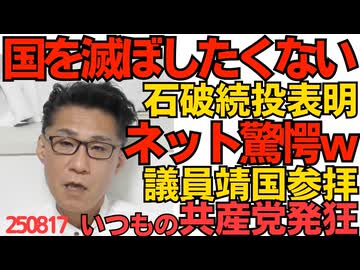 国を滅ぼしたくない
石破続投表明
ネット驚愕w
議員靖国参拝
250817 いつもの共産党発狂